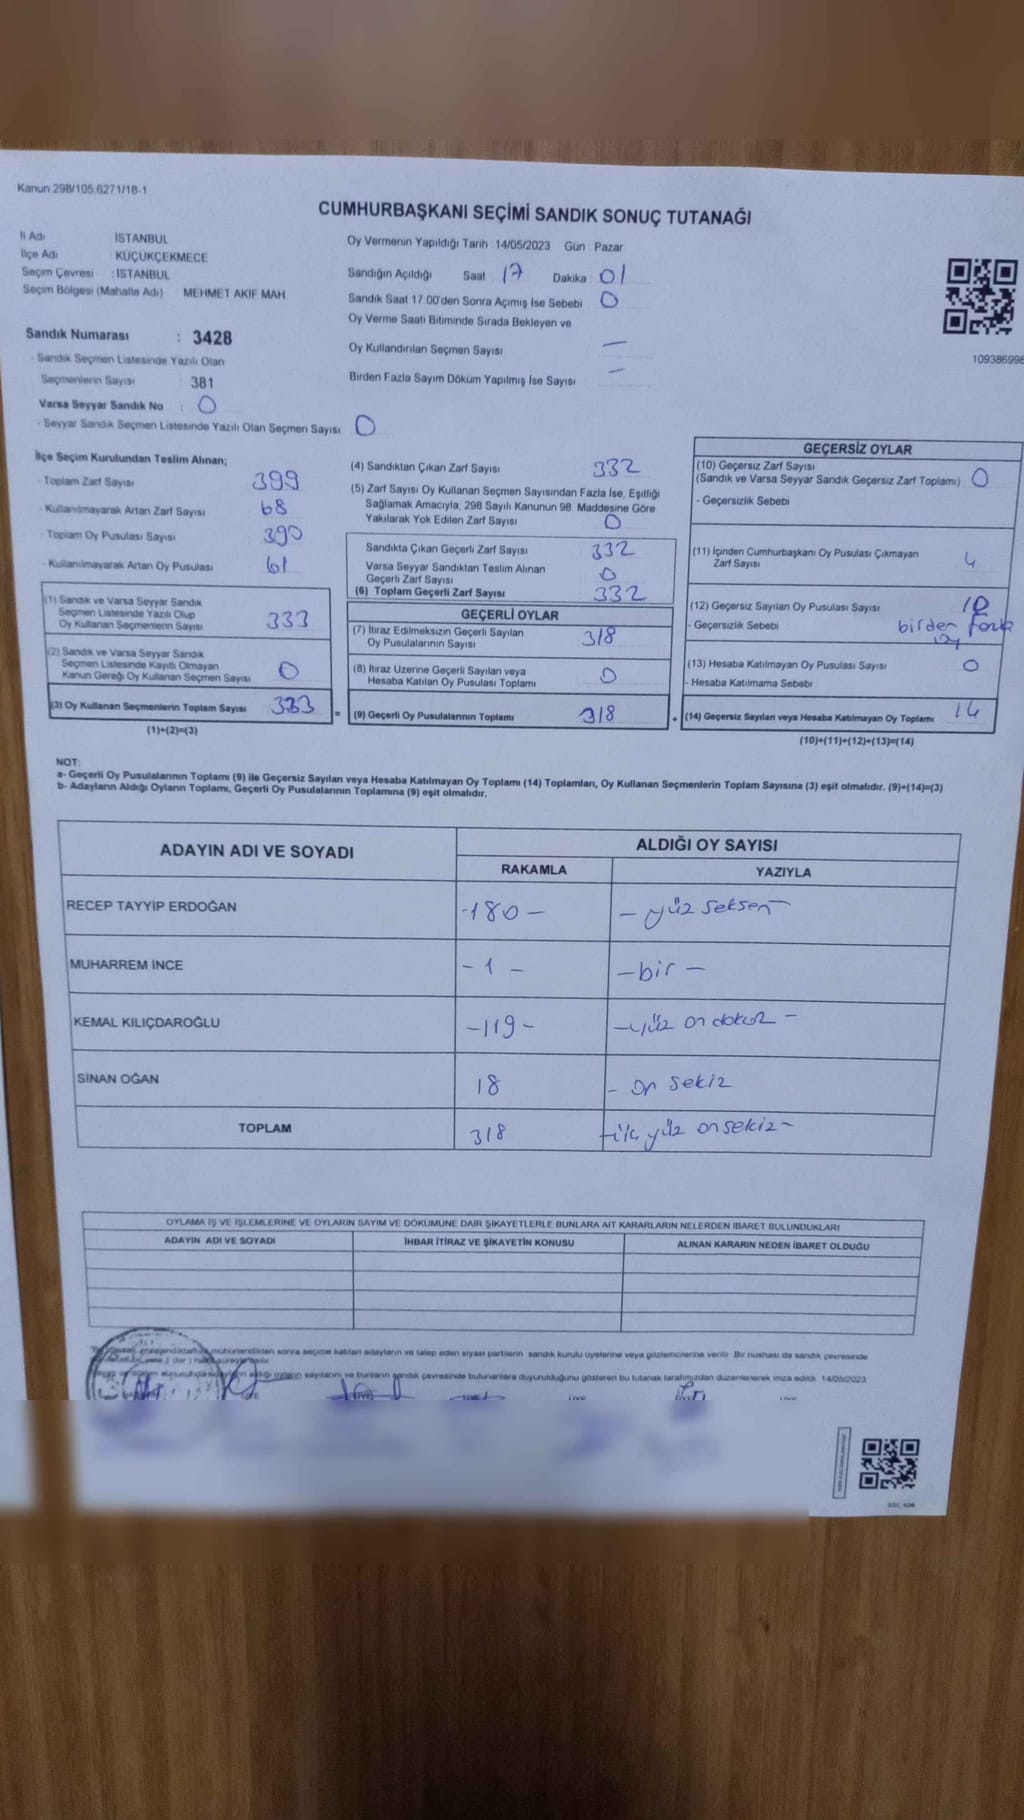 Kanun 298/105.6271/18-1
CUMHURBAŞKANI SEÇİMİ SANDIK SONUÇ TUTANAĞI
İl Adı İSTANBUL
İlçe Adı KÜÇÜKÇEKMECE
Seçim Çevresi : İSTANBUL
Seçim Bölgesi (Mahalle Adı) MEHMET AKİF MAH
Sandık Numarası : 3428
- Sandık Seçmen Listesinde Yazılı Olan
Seçmenlerin Sayısı : 381
Varsa Seyyar Sandık No : 0
- Seyyar Sandık Seçmen Listesinde Yazılı Olan Seçmen Sayısı 0
Oy Vermenin Yapıldığı Tarih 14/05/2023 Gün Pazar
Sandığın Açıldığı Saat 17 Dakika 01
Sandık Saat 17 00'den Sonra Açımış İse Sebebi 0
Oy Verme Saati Bitiminde Sırada Bekleyen ve
Oy Kullandırılan Seçmen Sayısı —
Birden Fazla Sayım Döküm Yapılmış İse Sayısı —
109386998
İlçe Seçim Kurulundan Teslim Alınan;
- Toplam Zarf Sayısı 399
- Kullanılmayarak Artan Zarf Sayısı 68
- Toplam Oy Pusulası Sayısı 390
- Kullanılmayarak Artan Oy Pusulası 61
(1) Sandık ve Varsa Seyyar Sandık
Seçmen Listesinde Yazılı Olup
Oy Kullanan Seçmenlerin Sayısı 333
(2) Sandık ve Varsa Seyyar Sandık
Seçmen Listesinde Kayıtlı Olmayan
Kanun Gereği Oy Kullanan Seçmen Sayısı 0
(3) Oy Kullanan Seçmenlerin Toplam Sayısı 333
(1)+(2)=(3)
(4) Sandıktan Çıkan Zarf Sayısı 332
(5) Zarf Sayısı Oy Kullanan Seçmen Sayısından Fazla İse, Eşitliği
Sağlamak Amacıyla, 298 Sayılı Kanunun 98. Maddesine Göre
Yakılarak Yok Edilen Zarf Sayısı 0
Sandıkta Çıkan Geçerli Zarf Sayısı 332
Varsa Seyyar Sandıktan Teslim Alınan
Geçerli Zarf Sayısı 0
(6) Toplam Geçerli Zarf Sayısı 332
GEÇERLİ OYLAR
(7) İtiraz Edilmeksizin Geçerli Sayılan
Oy Pusulalarının Sayısı 318
(8) İtiraz Üzerine Geçerli Sayılan veya
Hesaba Katılan Oy Pusulası Toplamı 0
= (9) Geçerli Oy Pusulalarının Toplamı 318
GEÇERSİZ OYLAR
(10) Geçersiz Zarf Sayısı
(Sandık ve Varsa Seyyar Sandık Geçersiz Zarf Toplamı) 0
- Geçersizlik Sebebi
(11) İçinden Cumhurbaşkanı Oy Pusulası Çıkmayan
Zarf Sayısı 4
(12) Geçersiz Sayılan Oy Pusulası Sayısı 10
- Geçersizlik Sebebi birden fazla
oy
(13) Hesaba Katılmayan Oy Pusulası Sayısı 0
- Hesaba Katılmama Sebebi
+ (14) Geçersiz Sayılan veya Hesaba Katılmayan Oy Toplamı 14
(10)+(11)+(12)+(13)=(14)
NOT:
a- Geçerli Oy Pusulalarının Toplamı (9) ile Geçersiz Sayılan veya Hesaba Katılmayan Oy Toplamı (14) Toplamları, Oy Kullanan Seçmenlerin Toplam Sayısına (3) eşit olmalıdır. (9)+(14)=(3)
b- Adayların Aldığı Oyların Toplamı, Geçerli Oy Pusulalarının Toplamına (9) eşit olmalıdır.
ADAYIN ADI VE SOYADI ALDIĞI OY SAYISI
RAKAMLA YAZIYLA
RECEP TAYYİP ERDOĞAN -180- - yüz seksen -
MUHARREM İNCE - 1 - - bir -
KEMAL KILIÇDAROĞLU -119- - yüz on dokuz -
SİNAN OĞAN 18 - on sekiz
TOPLAM 318 - üç yüz on sekiz -
OYLAMA İŞ VE İŞLEMLERİNE VE OYLARIN SAYIM VE DÖKÜMÜNE DAİR ŞİKAYETLERLE BUNLARA AİT KARARLARIN NELERDEN İBARET BULUNDUKLARI
ADAYIN ADI VE SOYADI İHBAR İTİRAZ VE ŞİKAYETİN KONUSU ALINAN KARARIN NEDEN İBARET OLDUĞU
mühürlendikten sonra seçime katılan adayların ve talep eden siyasi partilerin sandık kurulu üyelerine veya gözlemcilerine verilir. Bir nüshası da sandık çevresinde
aldığı oyların sayılarını ve bunların sandık çevresinde bulunanlara duyurulduğunu gösteren bu tutanak tarafımızdan düzenlenerek imza edildi. 14/05/2023